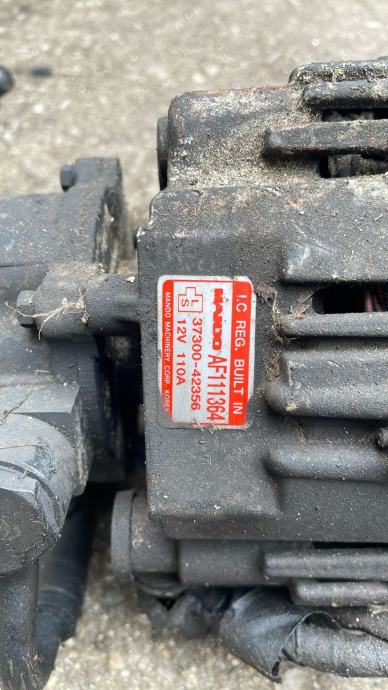 I.C REG. BUILT IN
MANDO AF111364
L S 37300-42356
12V 110A
MANDO MACHINERY CORP. KOREA